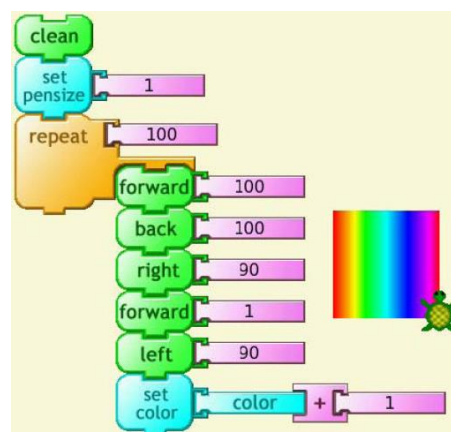 clean
set
pensize 1
repeat 100
forward 100
back 100
right 90
forward 1
left 90
set
color color + 1